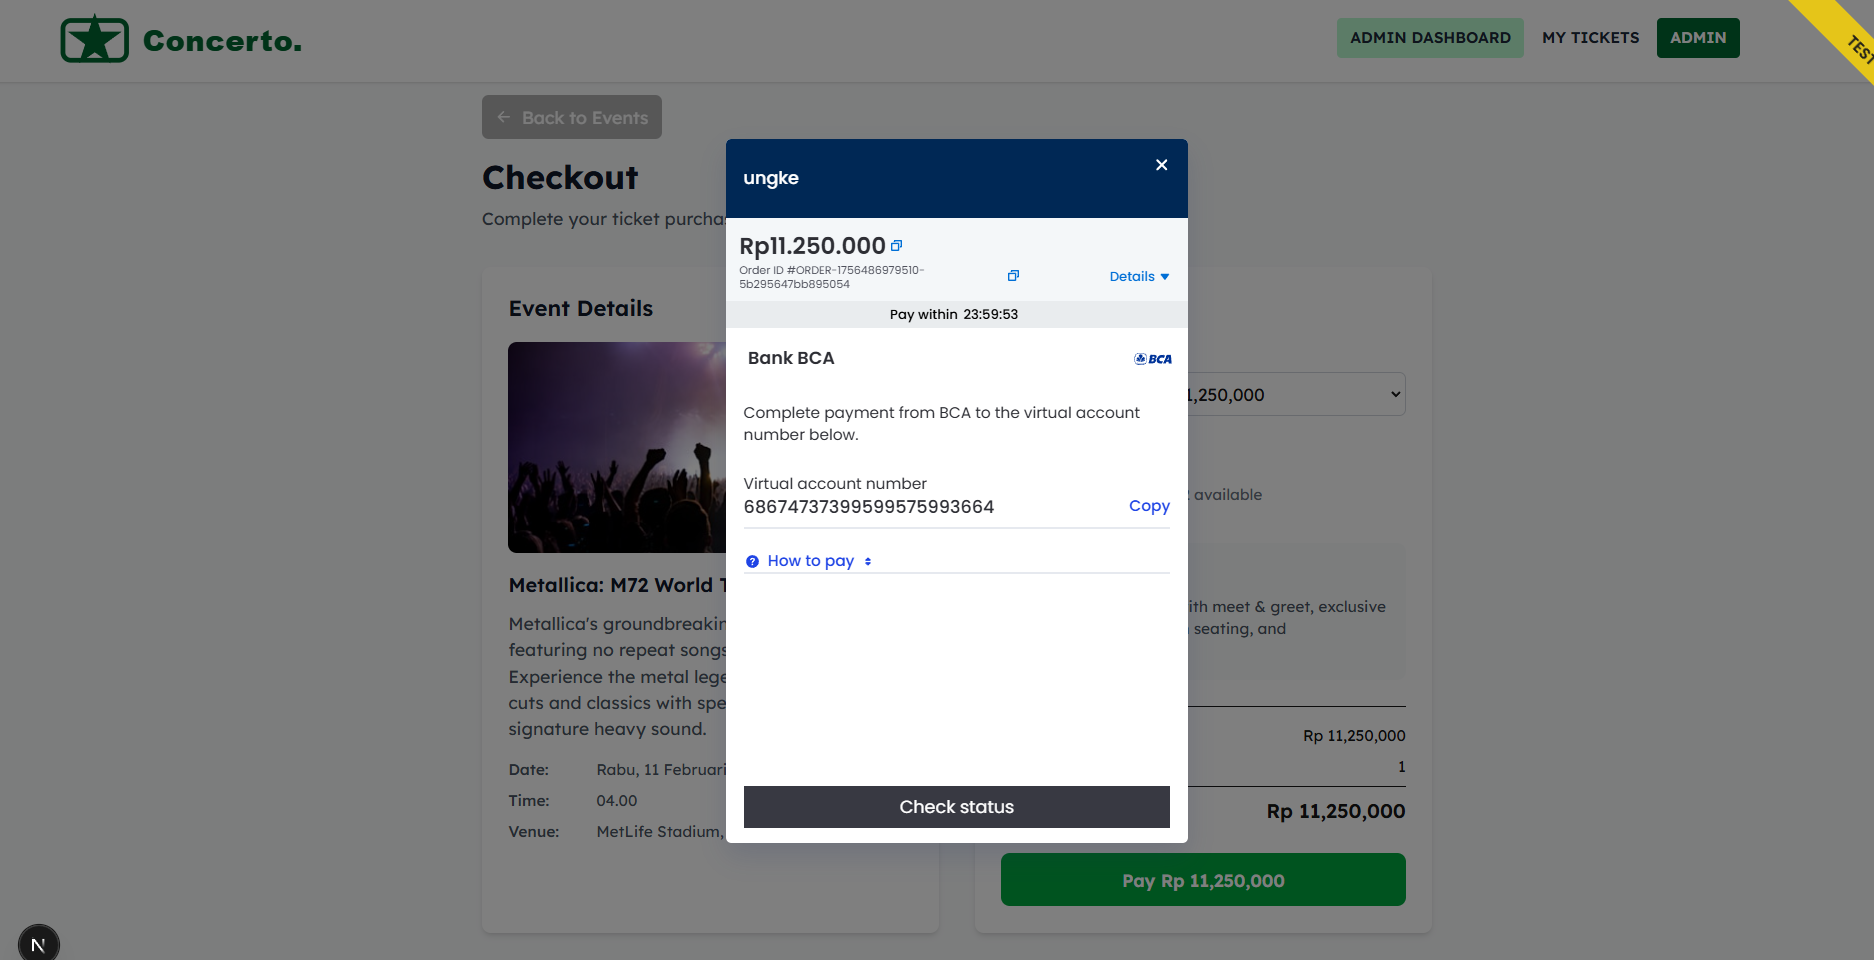 Concerto.
ADMIN DASHBOARD
MY TICKETS
ADMIN
TEST
← Back to Events
Checkout
Complete your ticket
ungke
Rp11.250.000
Order ID #ORDER-1756486979510-
5b295647bb895054
Details
Pay within 23:59:53
Bank BCA
BCA
Complete payment from BCA to the virtual account
number below.
Virtual account number
68674737399599575993664
Copy
How to pay
Check status
Event Details
Metallica: M72 World
Metallica's
featuring no repeat songs
Experience the metal
cuts and classics with
signature heavy sound.
Date:
Rabu, 11 Februari
Time:
04.00
Venue:
MetLife Stadium,
1,250,000
available
meet & greet, exclusive
seating, and
Rp 11,250,000
1
Rp 11,250,000
Pay Rp 11,250,000
N